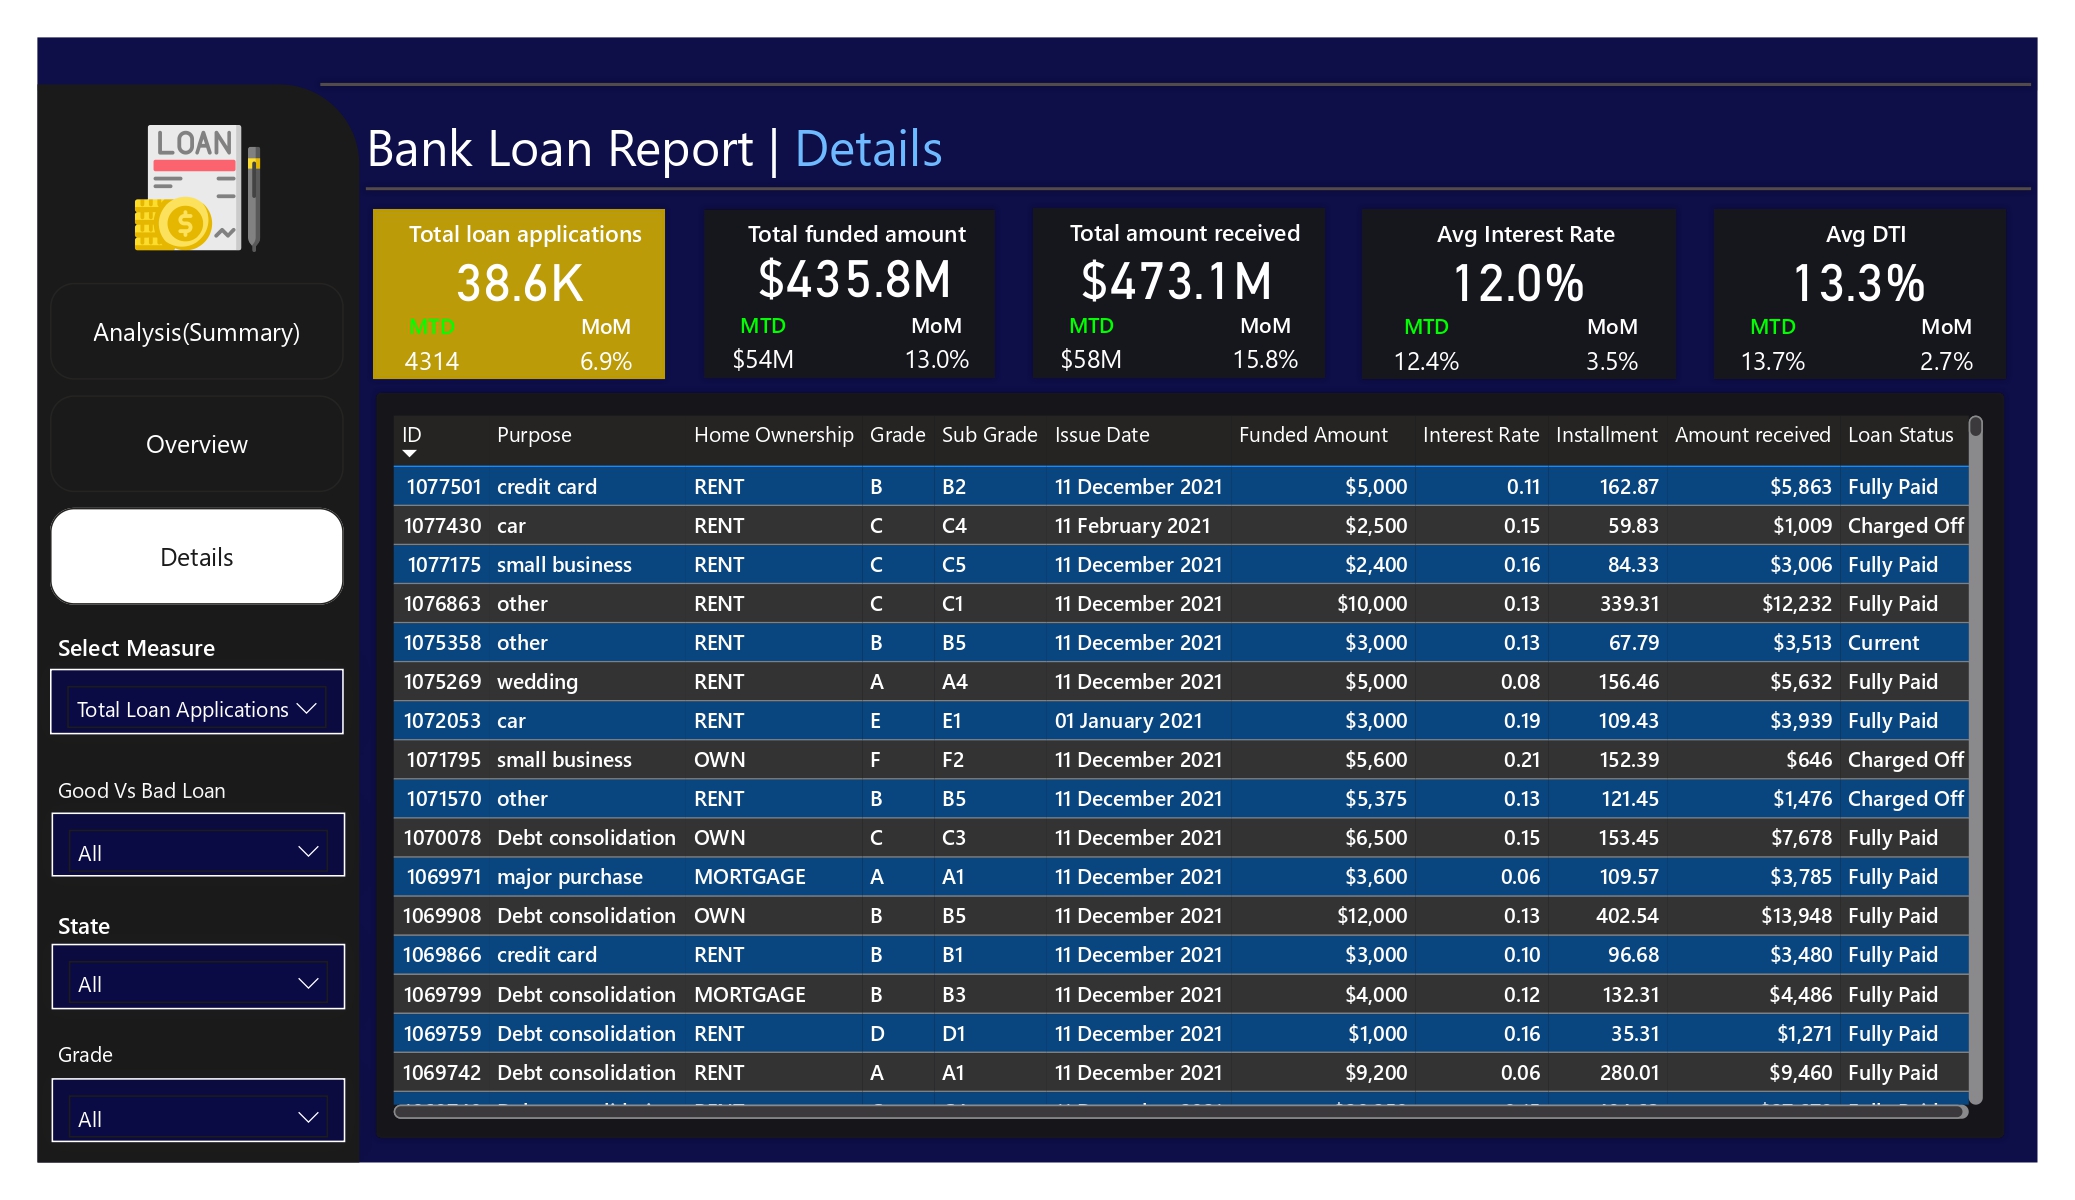 LOAN
Analysis(Summary)
Overview
Details
Select Measure
Total Loan Applications
Good Vs Bad Loan
All
State
All
Grade
All
Bank Loan Report | Details
Total loan applications
38.6K
MTD MoM
4314 6.9%
Total funded amount
$435.8M
MTD MoM
$54M 13.0%
Total amount received
$473.1M
MTD MoM
$58M 15.8%
Avg Interest Rate
12.0%
MTD MoM
12.4% 3.5%
Avg DTI
13.3%
MTD MoM
13.7% 2.7%
ID Purpose Home Ownership Grade Sub Grade Issue Date Funded Amount Interest Rate Installment Amount received Loan Status
1077501 credit card RENT B B2 11 December 2021 $5,000 0.11 162.87 $5,863 Fully Paid
1077430 car RENT C C4 11 February 2021 $2,500 0.15 59.83 $1,009 Charged Off
1077175 small business RENT C C5 11 December 2021 $2,400 0.16 84.33 $3,006 Fully Paid
1076863 other RENT C C1 11 December 2021 $10,000 0.13 339.31 $12,232 Fully Paid
1075358 other RENT B B5 11 December 2021 $3,000 0.13 67.79 $3,513 Current
1075269 wedding RENT A A4 11 December 2021 $5,000 0.08 156.46 $5,632 Fully Paid
1072053 car RENT E E1 01 January 2021 $3,000 0.19 109.43 $3,939 Fully Paid
1071795 small business OWN F F2 11 December 2021 $5,600 0.21 152.39 $646 Charged Off
1071570 other RENT B B5 11 December 2021 $5,375 0.13 121.45 $1,476 Charged Off
1070078 Debt consolidation OWN C C3 11 December 2021 $6,500 0.15 153.45 $7,678 Fully Paid
1069971 major purchase MORTGAGE A A1 11 December 2021 $3,600 0.06 109.57 $3,785 Fully Paid
1069908 Debt consolidation OWN B B5 11 December 2021 $12,000 0.13 402.54 $13,948 Fully Paid
1069866 credit card RENT B B1 11 December 2021 $3,000 0.10 96.68 $3,480 Fully Paid
1069799 Debt consolidation MORTGAGE B B3 11 December 2021 $4,000 0.12 132.31 $4,486 Fully Paid
1069759 Debt consolidation RENT D D1 11 December 2021 $1,000 0.16 35.31 $1,271 Fully Paid
1069742 Debt consolidation RENT A A1 11 December 2021 $9,200 0.06 280.01 $9,460 Fully Paid